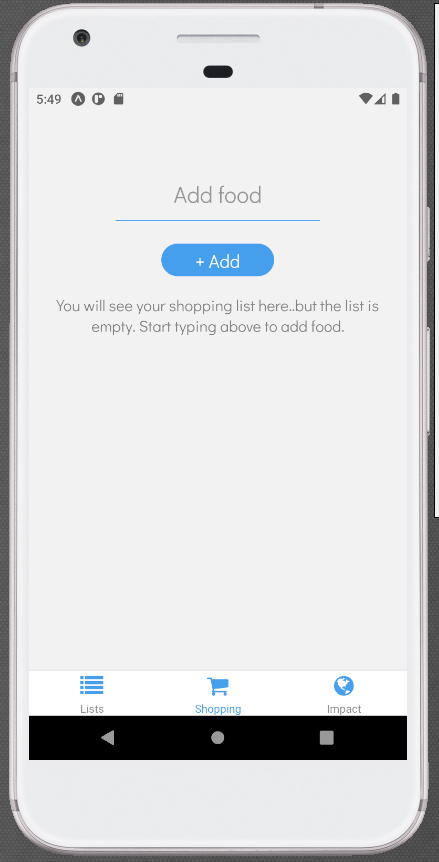 5:49
Add food
+ Add
You will see your shopping list here..but the list is
empty. Start typing above to add food.
Lists
Shopping
Impact